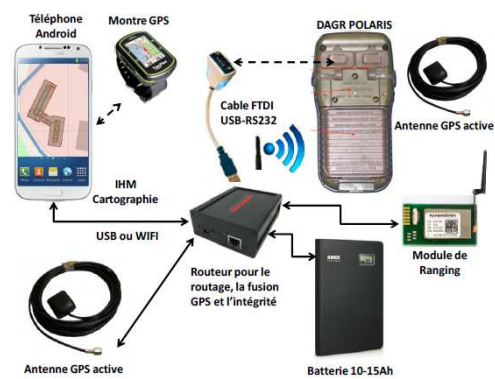 Téléphone
Android
Montre GPS
DAGR POLARIS
Cable FTDI
USB-RS232
Antenne GPS active
IHM
Cartographie
USB ou WIFI
Routeur pour le
routage, la fusion
GPS et l'intégrité
Module de
Ranging
Antenne GPS active
Batterie 10-15Ah